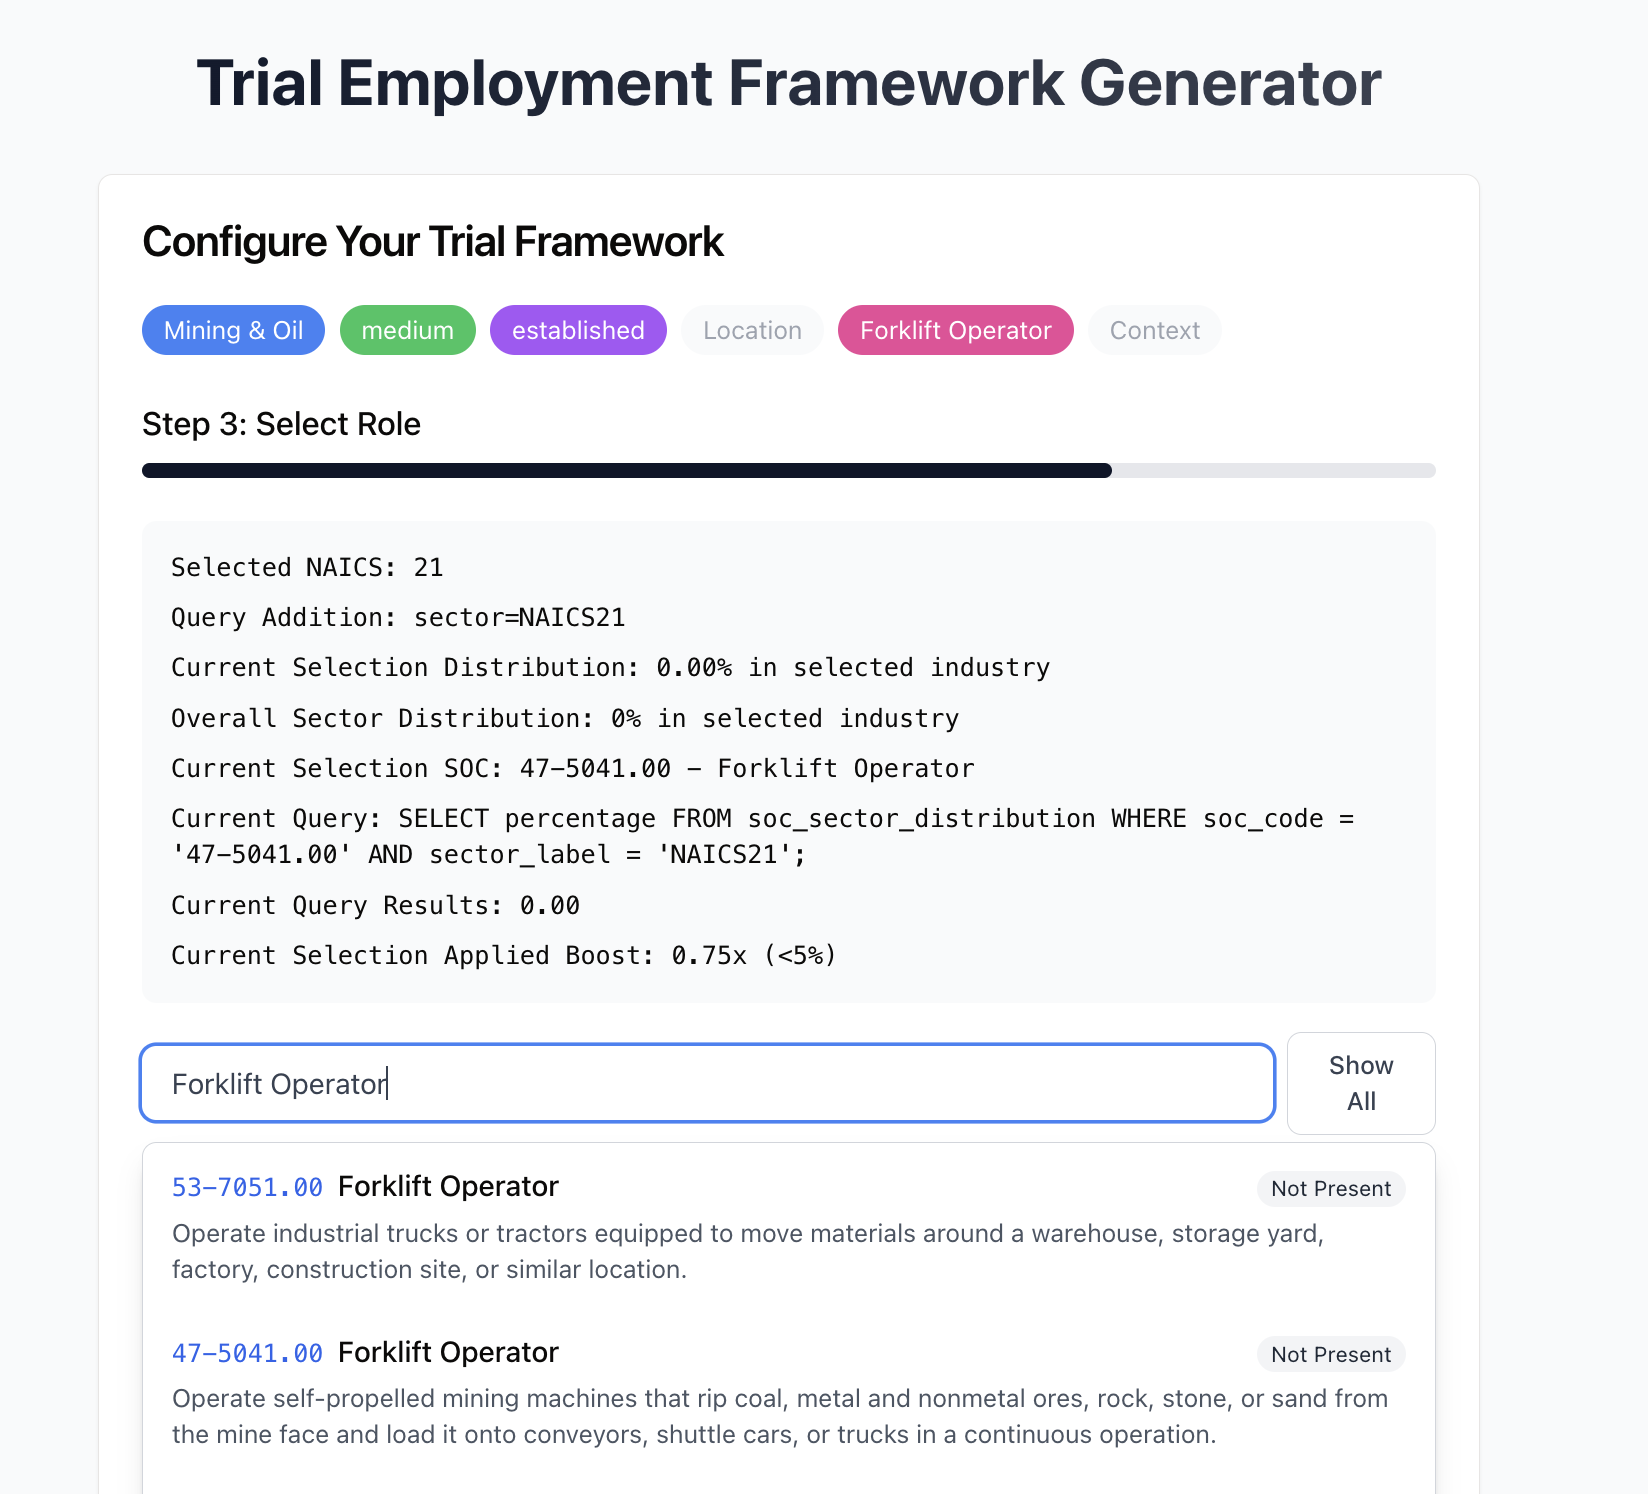 Trial Employment Framework Generator
Configure Your Trial Framework
Mining & Oil medium established Location Forklift Operator Context
Step 3: Select Role
Selected NAICS: 21
Query Addition: sector=NAICS21
Current Selection Distribution: 0.00% in selected industry
Overall Sector Distribution: 0% in selected industry
Current Selection SOC: 47-5041.00 - Forklift Operator
Current Query: SELECT percentage FROM soc_sector_distribution WHERE soc_code =
'47-5041.00' AND sector_label = 'NAICS21';
Current Query Results: 0.00
Current Selection Applied Boost: 0.75x (<5%)
Forklift Operator
Show
All
53-7051.00 Forklift Operator Not Present
Operate industrial trucks or tractors equipped to move materials around a warehouse, storage yard,
factory, construction site, or similar location.
47-5041.00 Forklift Operator Not Present
Operate self-propelled mining machines that rip coal, metal and nonmetal ores, rock, stone, or sand from
the mine face and load it onto conveyors, shuttle cars, or trucks in a continuous operation.